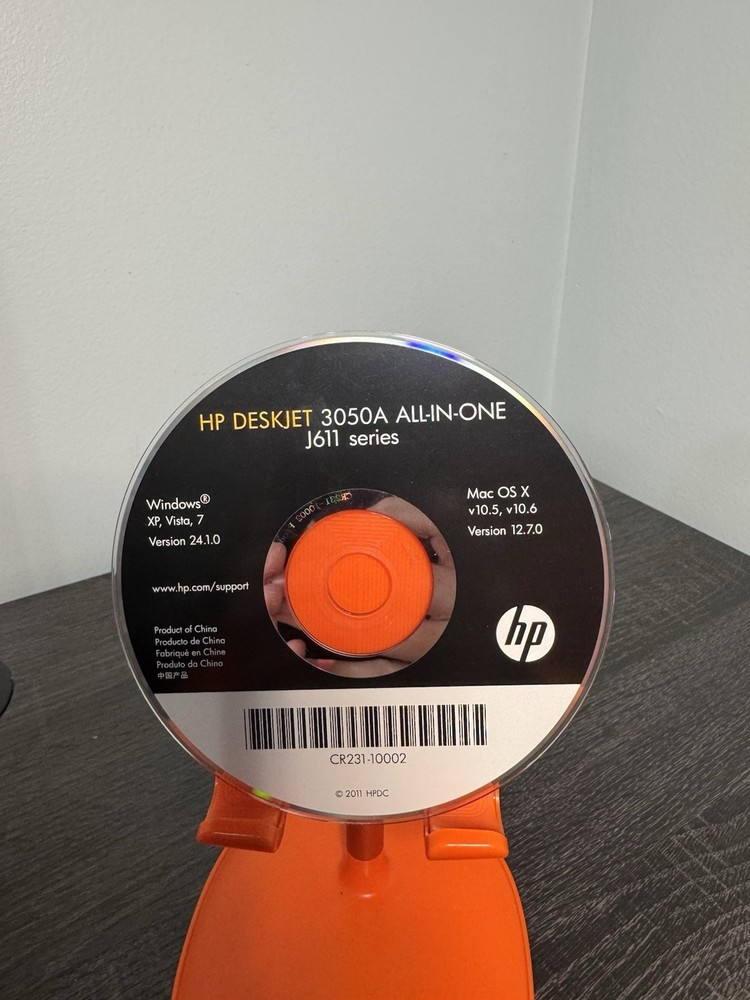 HP DESKJET 3050A ALL-IN-ONE
J611 series
Windows®
XP, Vista, 7
Version 24.1.0
Mac OS X
v10.5, v10.6
Version 12.7.0
www.hp.com/support
Product of China
Producto de China
Fabriqué en Chine
Produto da China
中国产品
hp
CR231-10002
© 2011 HPDC